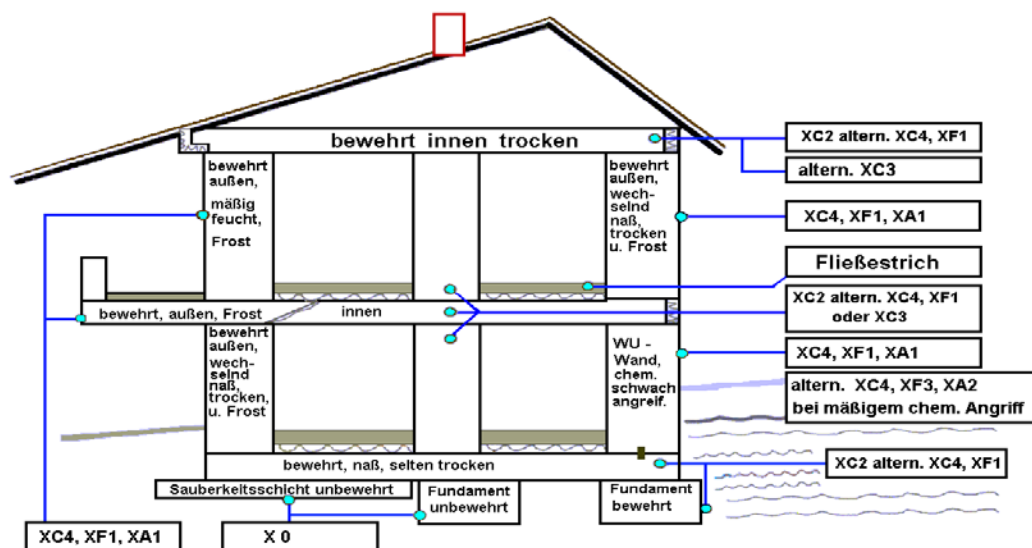 bewehrt innen trocken
XC2 altern. XC4, XF1
altern. XC3
bewehrt
außen,
mäßig
feucht,
Frost
bewehrt
außen,
wech-
selnd
naß,
trocken
u. Frost
XC4, XF1, XA1
Fließestrich
bewehrt, außen, Frost
innen
XC2 altern. XC4, XF1
oder XC3
bewehrt
außen,
wech-
selnd
naß,
trocken,
u. Frost
WU -
Wand,
chem.
schwach
angreif.
XC4, XF1, XA1
altern. XC4, XF3, XA2
bei mäßigem chem. Angriff
bewehrt, naß, selten trocken
XC2 altern. XC4, XF1
Sauberkeitsschicht unbewehrt
Fundament
unbewehrt
Fundament
bewehrt
XC4, XF1, XA1
X 0